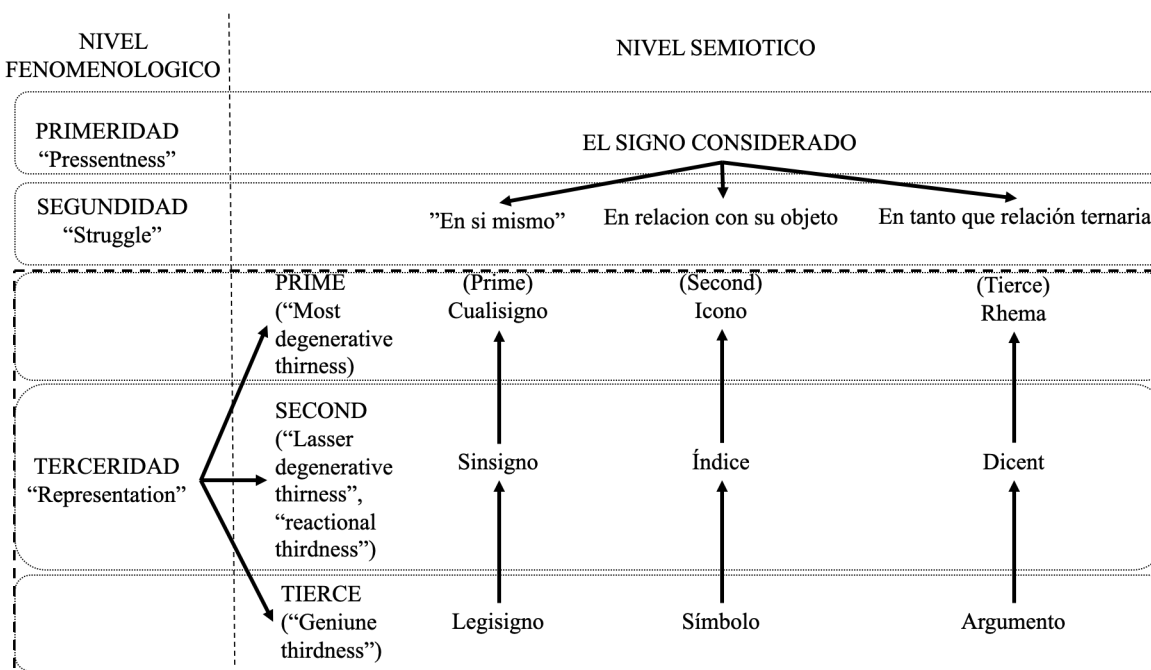 NIVEL
FENOMENOLOGICO
NIVEL SEMIOTICO
PRIMERIDAD
“Pressentness”
EL SIGNO CONSIDERADO
SEGUNDIDAD
“Struggle”
”En si mismo”
En relacion con su objeto
En tanto que relación ternaria
PRIME
(“Most
degenerative
thirness)
(Prime)
Cualisigno
(Second)
Icono
(Tierce)
Rhema
TERCERIDAD
“Representation”
SECOND
(“Lasser
degenerative
thirness”,
“reactional
thirdness”)
Sinsigno
Índice
Dicent
TIERCE
(“Geniune
thirdness”)
Legisigno
Símbolo
Argumento